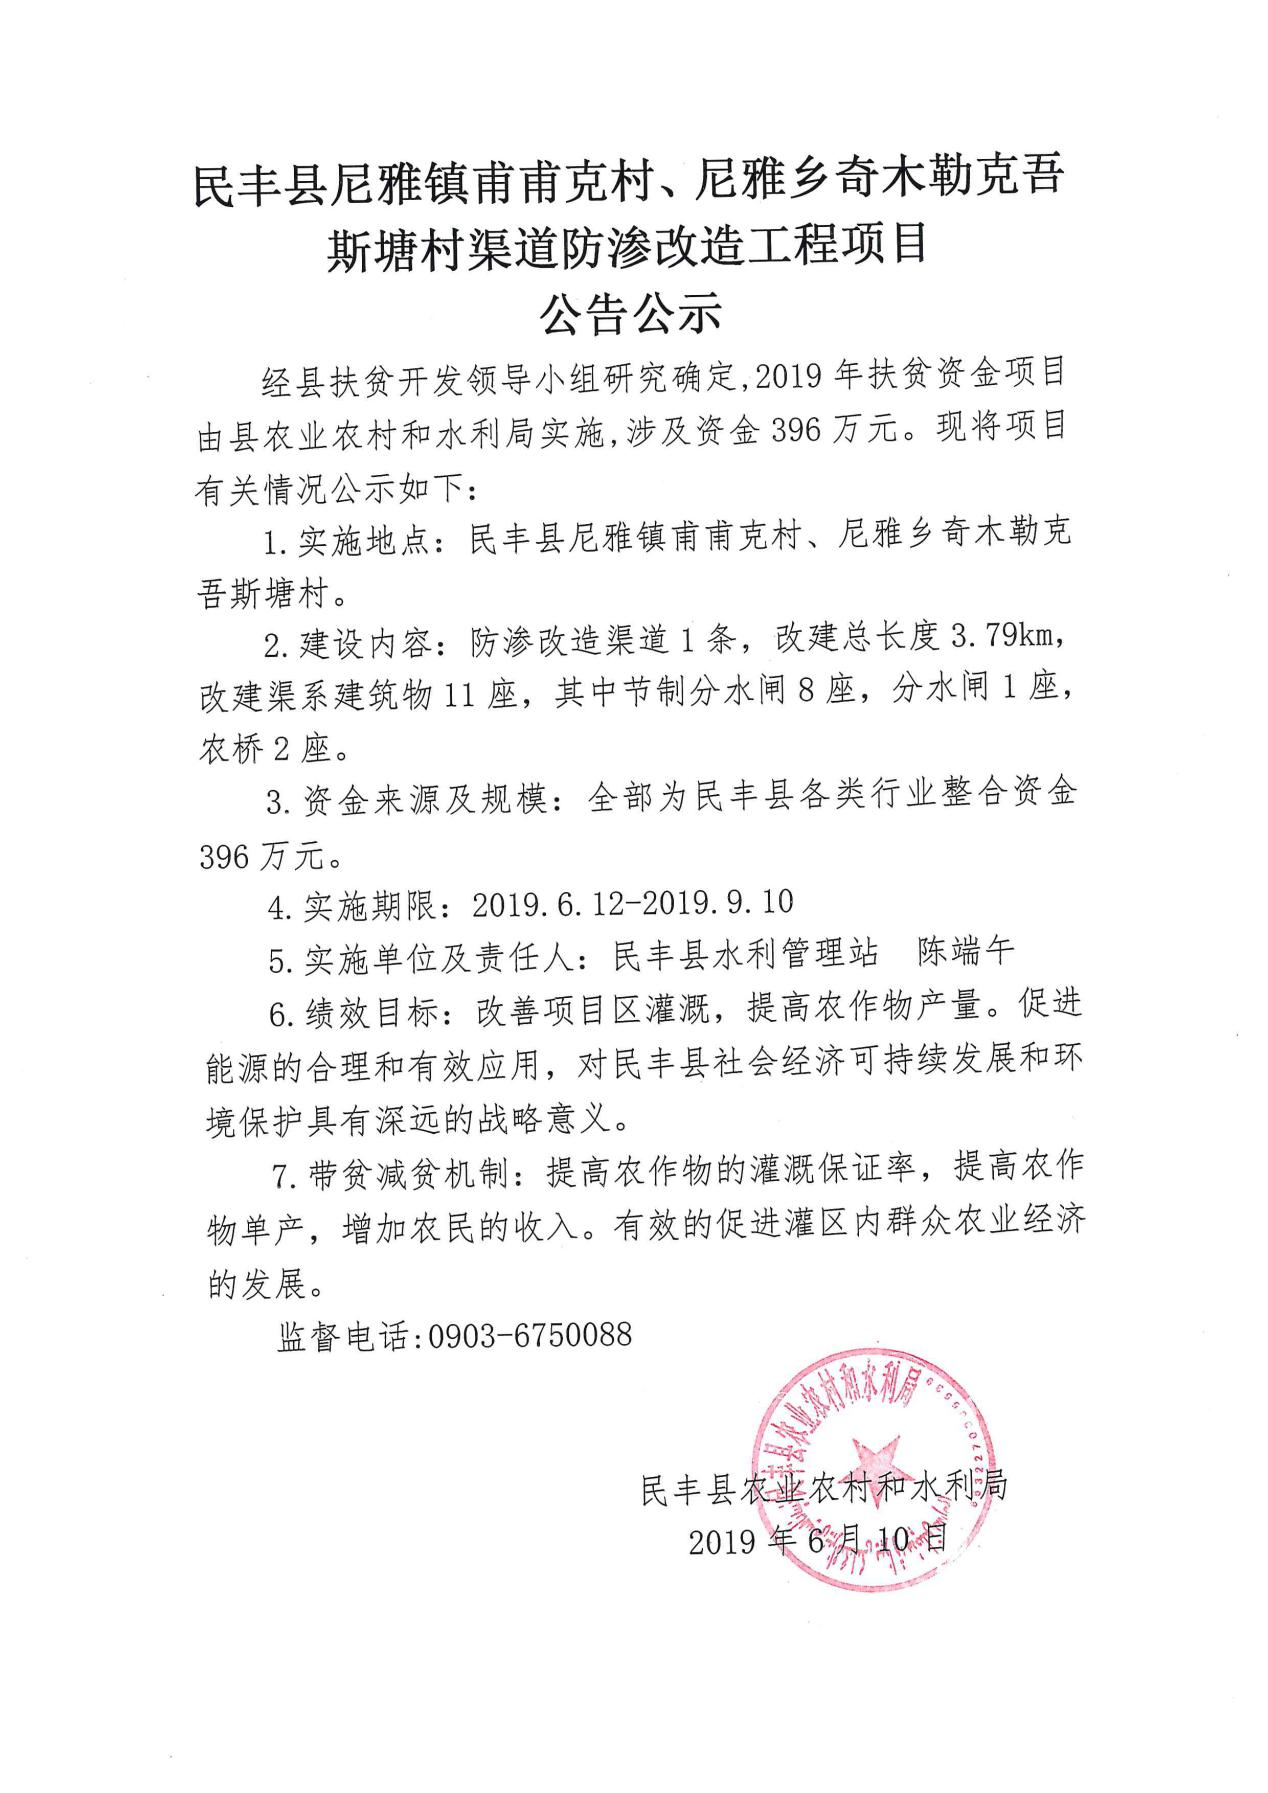 民丰县尼雅镇甫甫克村、尼雅乡奇木勒克吾
斯塘村渠道防渗改造工程项目
公告公示
经县扶贫开发领导小组研究确定,2019年扶贫资金项目
由县农业农村和水利局实施,涉及资金396万元。现将项目
有关情况公示如下：
1.实施地点：民丰县尼雅镇甫甫克村、尼雅乡奇木勒克
吾斯塘村。
2.建设内容：防渗改造渠道1条，改建总长度3.79km，
改建渠系建筑物11座，其中节制分水闸8座，分水闸1座，
农桥2座。
3.资金来源及规模：全部为民丰县各类行业整合资金
396万元。
4.实施期限：2019.6.12-2019.9.10
5.实施单位及责任人：民丰县水利管理站　陈端午
6.绩效目标：改善项目区灌溉，提高农作物产量。促进
能源的合理和有效应用，对民丰县社会经济可持续发展和环
境保护具有深远的战略意义。
7.带贫减贫机制：提高农作物的灌溉保证率，提高农作
物单产，增加农民的收入。有效的促进灌区内群众农业经济
的发展。
监督电话:0903-6750088
民丰县农业农村和水利局
民丰县农业农村和水利局
2019年6月10日